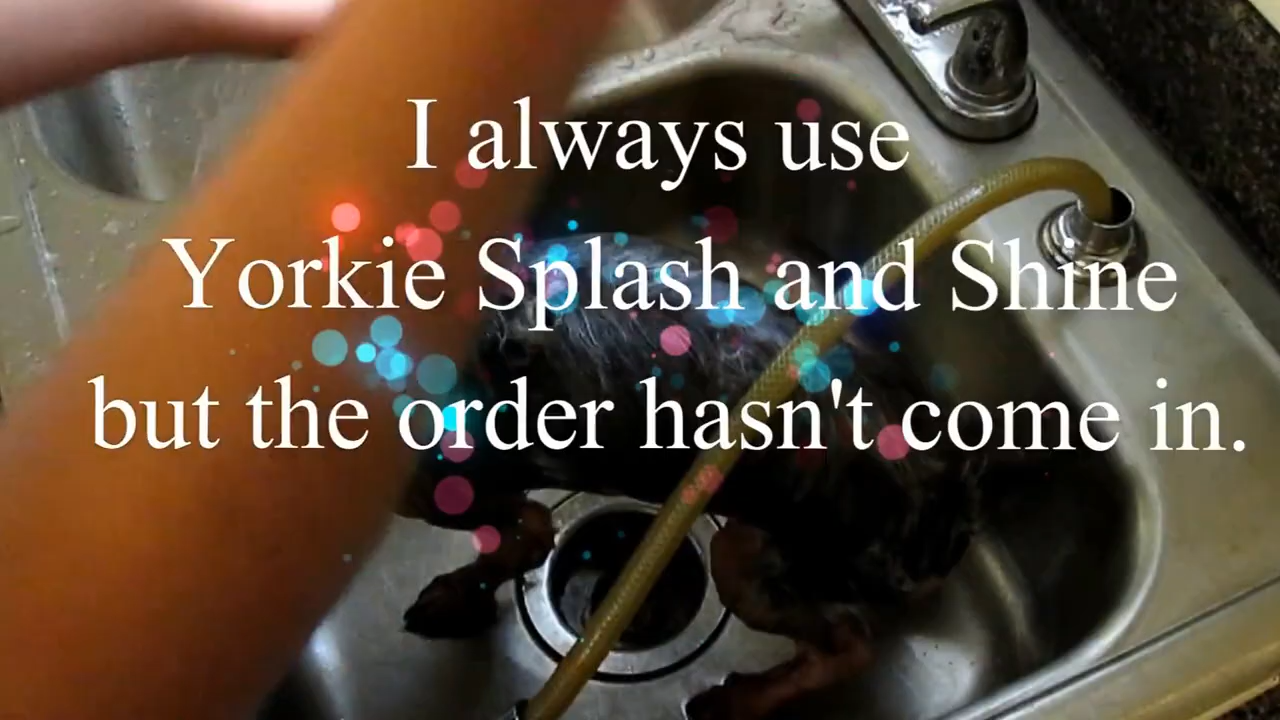 I always use
Yorkie Splash and Shine
but the order hasn't come in.